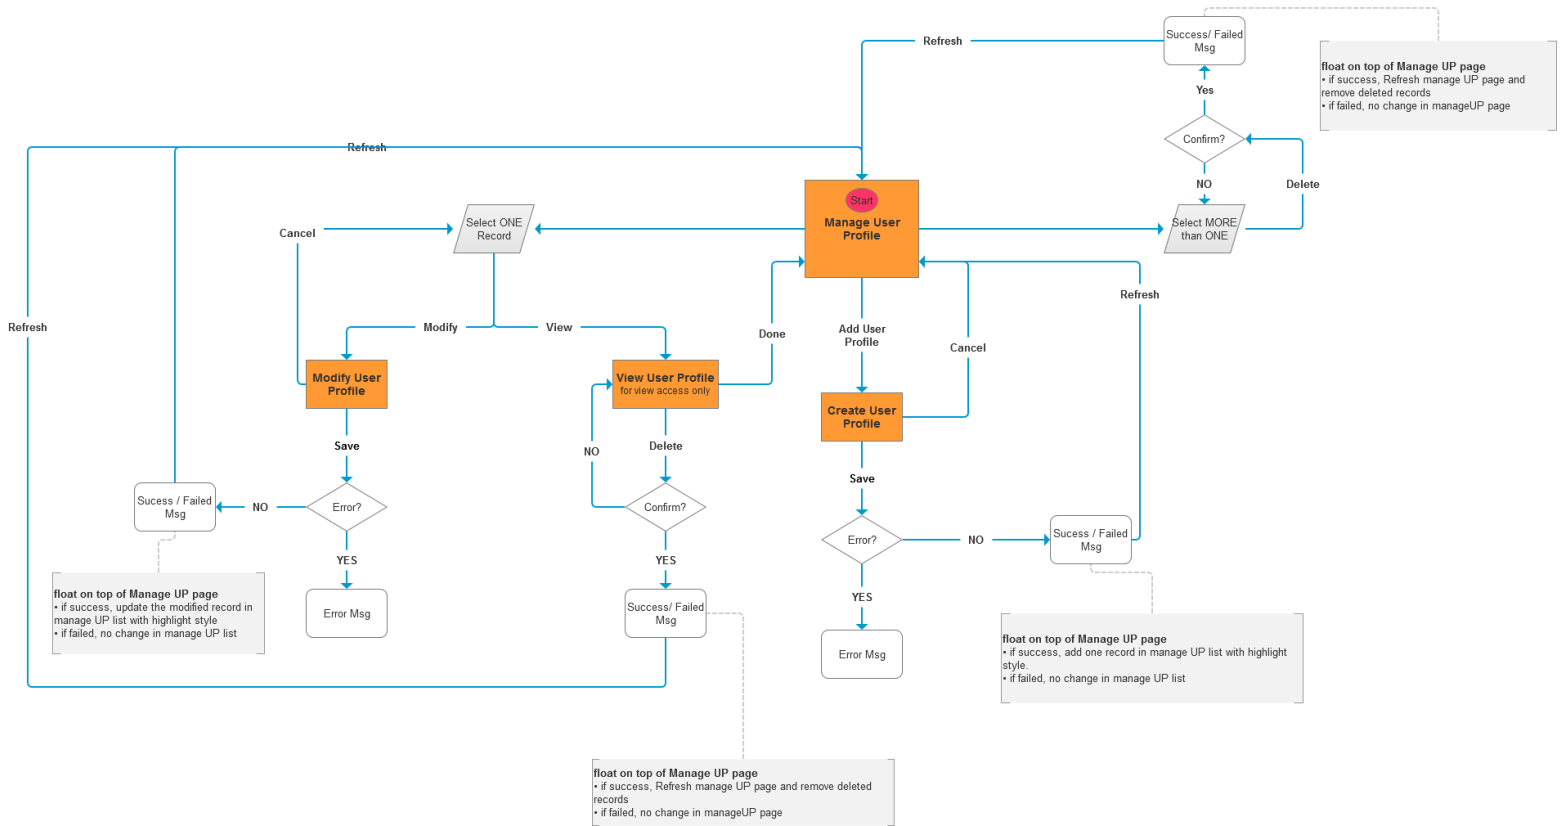 Success/ Failed
Msg
Refresh
float on top of Manage UP page
• if success, Refresh manage UP page and
remove deleted records
• if failed, no change in manageUP page
Yes
Confirm?
Refresh
NO
Delete
Start
Manage User
Profile
Select ONE
Record
Select MORE
than ONE
Cancel
Refresh
Refresh
Modify
View
Done
Add User
Profile
Cancel
Modify User
Profile
View User Profile
for view access only
Create User
Profile
Save
NO
Delete
Save
Sucess / Failed
Msg
NO
Error?
Confirm?
Error?
NO
Sucess / Failed
Msg
YES
YES
YES
float on top of Manage UP page
• if success, update the modified record in
manage UP list with highlight style
• if failed, no change in manage UP list
Error Msg
Success/ Failed
Msg
Error Msg
float on top of Manage UP page
• if success, add one record in manage UP list with highlight
style.
• if failed, no change in manage UP list
float on top of Manage UP page
• if success, Refresh manage UP page and remove deleted
records
• if failed, no change in manageUP page